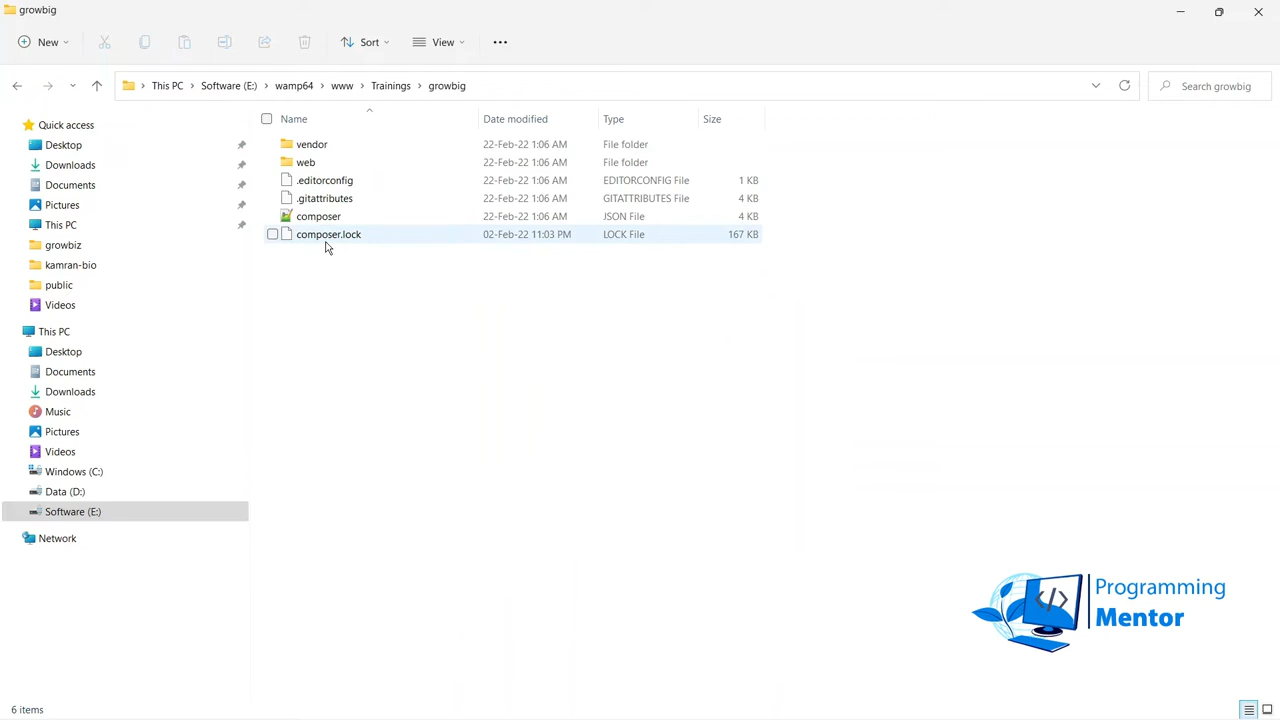 growbig
New
Sort
View
This PC > Software (E:) > wamp64 > www > Trainings > growbig
Search growbig
Name Date modified Type Size
Quick access
Desktop
Downloads
Documents
Pictures
This PC
growbiz
kamran-bio
public
Videos
This PC
Desktop
Documents
Downloads
Music
Pictures
Videos
Windows (C:)
Data (D:)
Software (E:)
Network
vendor 22-Feb-22 1:06 AM File folder
web 22-Feb-22 1:06 AM File folder
.editorconfig 22-Feb-22 1:06 AM EDITORCONFIG File 1 KB
.gitattributes 22-Feb-22 1:06 AM GITATTRIBUTES File 4 KB
composer 22-Feb-22 1:06 AM JSON File 4 KB
composer.lock 02-Feb-22 11:03 PM LOCK File 167 KB
</> Programming
Mentor
6 items